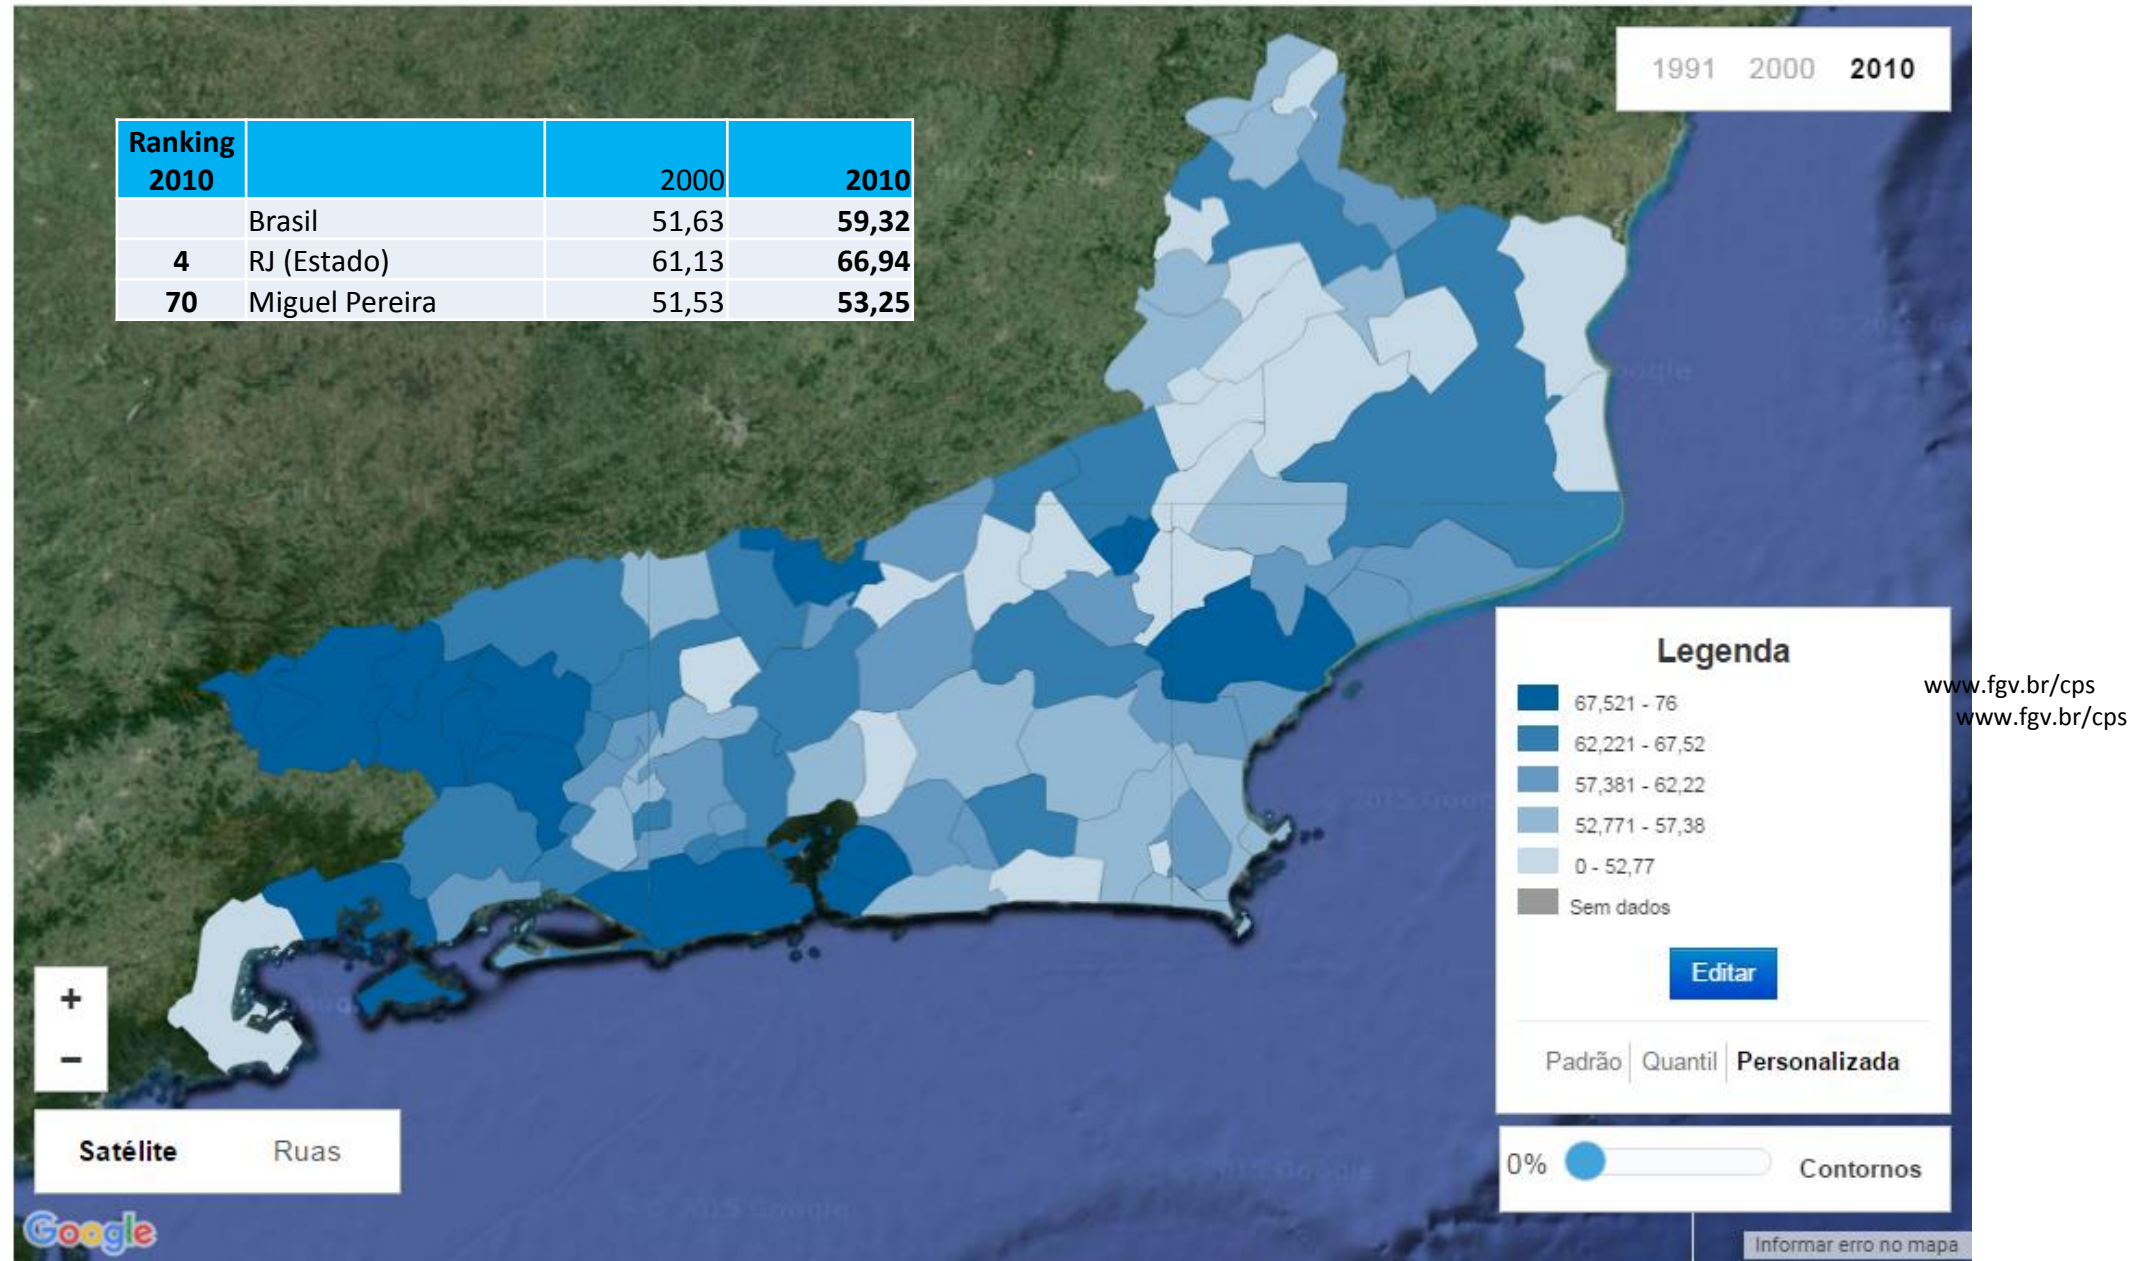 1991 2000 2010
Ranking
2010 2000 2010
Brasil 51,63 59,32
4 RJ (Estado) 61,13 66,94
70 Miguel Pereira 51,53 53,25
Legenda
67,521 - 76
62,221 - 67,52
57,381 - 62,22
52,771 - 57,38
0 - 52,77
Sem dados
Editar
Padrão Quantil Personalizada
www.fgv.br/cps
www.fgv.br/cps
+
−
Satélite Ruas
0% Contornos
Google
Informar erro no mapa